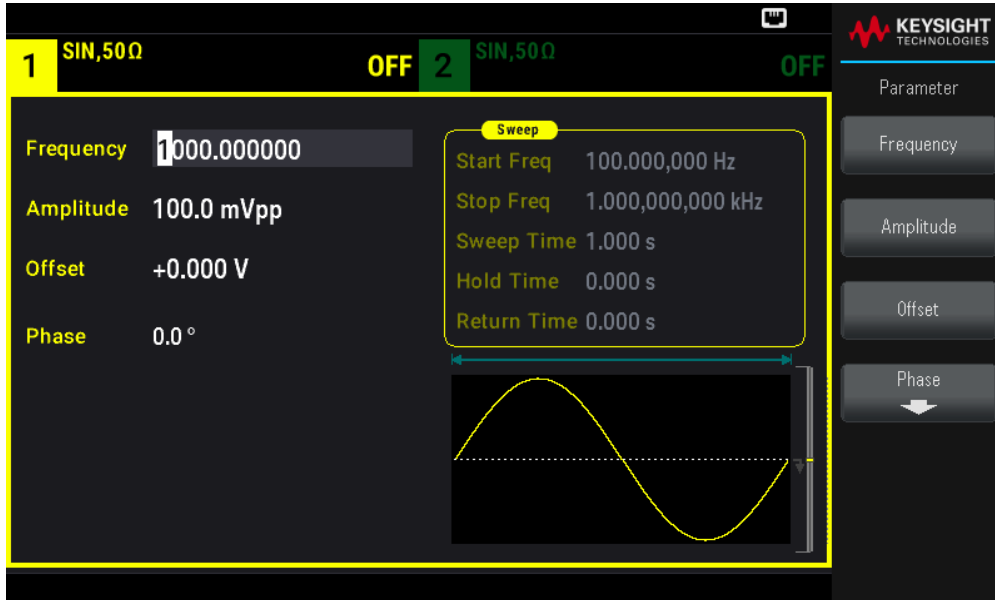 KEYSIGHT
TECHNOLOGIES
1 SIN,50Ω OFF 2 SIN,50Ω OFF
Parameter
Frequency 1000.000000
Amplitude 100.0 mVpp
Offset +0.000 V
Phase 0.0 °
Sweep
Start Freq 100.000,000 Hz
Stop Freq 1.000,000,000 kHz
Sweep Time 1.000 s
Hold Time 0.000 s
Return Time 0.000 s
Frequency
Amplitude
Offset
Phase